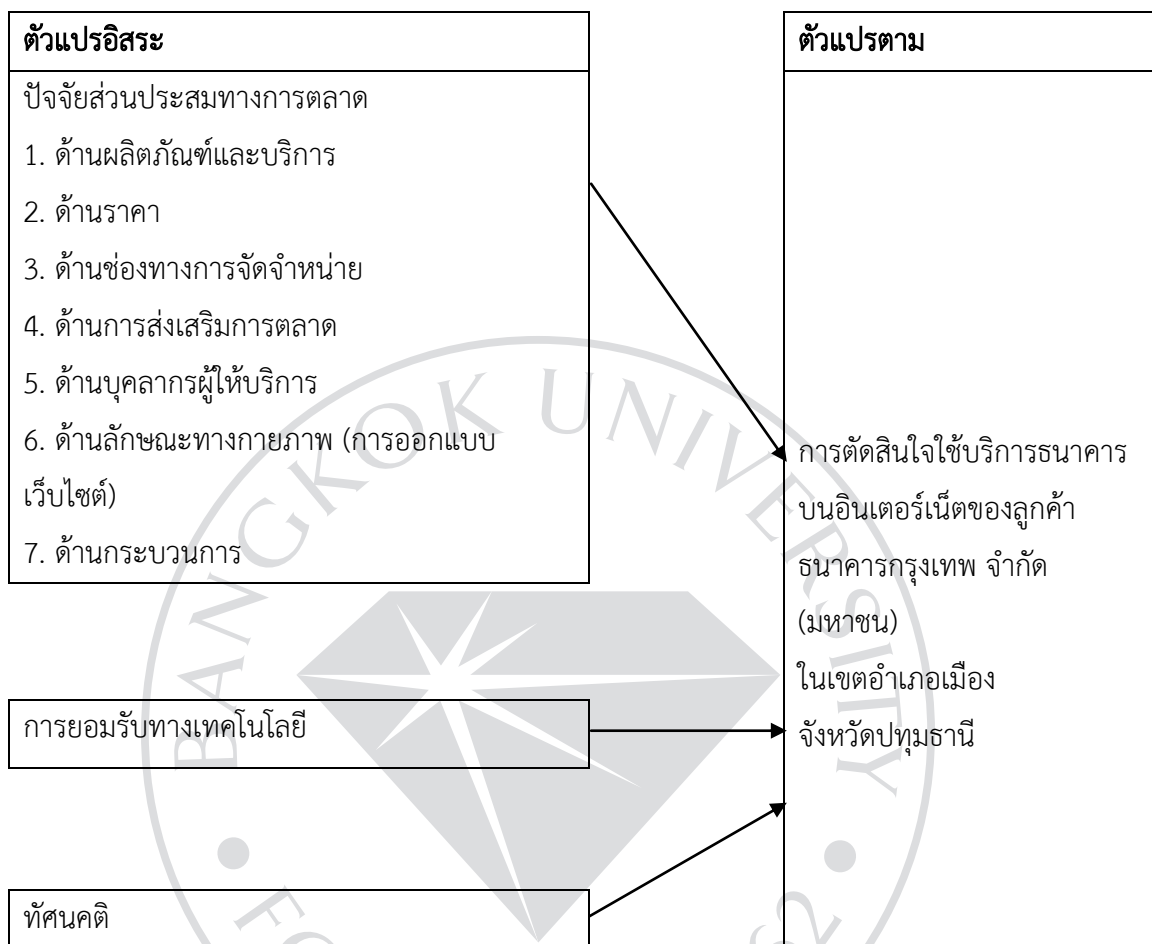 ตัวแปรอิสระ
ปัจจัยส่วนประสมทางการตลาด
1. ด้านผลิตภัณฑ์และบริการ
2. ด้านราคา
3. ด้านช่องทางการจัดจำหน่าย
4. ด้านการส่งเสริมการตลาด
5. ด้านบุคลากรผู้ให้บริการ
6. ด้านลักษณะทางกายภาพ (การออกแบบ
เว็บไซต์)
7. ด้านกระบวนการ
การยอมรับทางเทคโนโลยี
ทัศนคติ
ตัวแปรตาม
การตัดสินใจใช้บริการธนาคาร
บนอินเตอร์เน็ตของลูกค้า
ธนาคารกรุงเทพ จำกัด
(มหาชน)
ในเขตอำเภอเมือง
จังหวัดปทุมธานี
BANGKOK UNIVERSITY